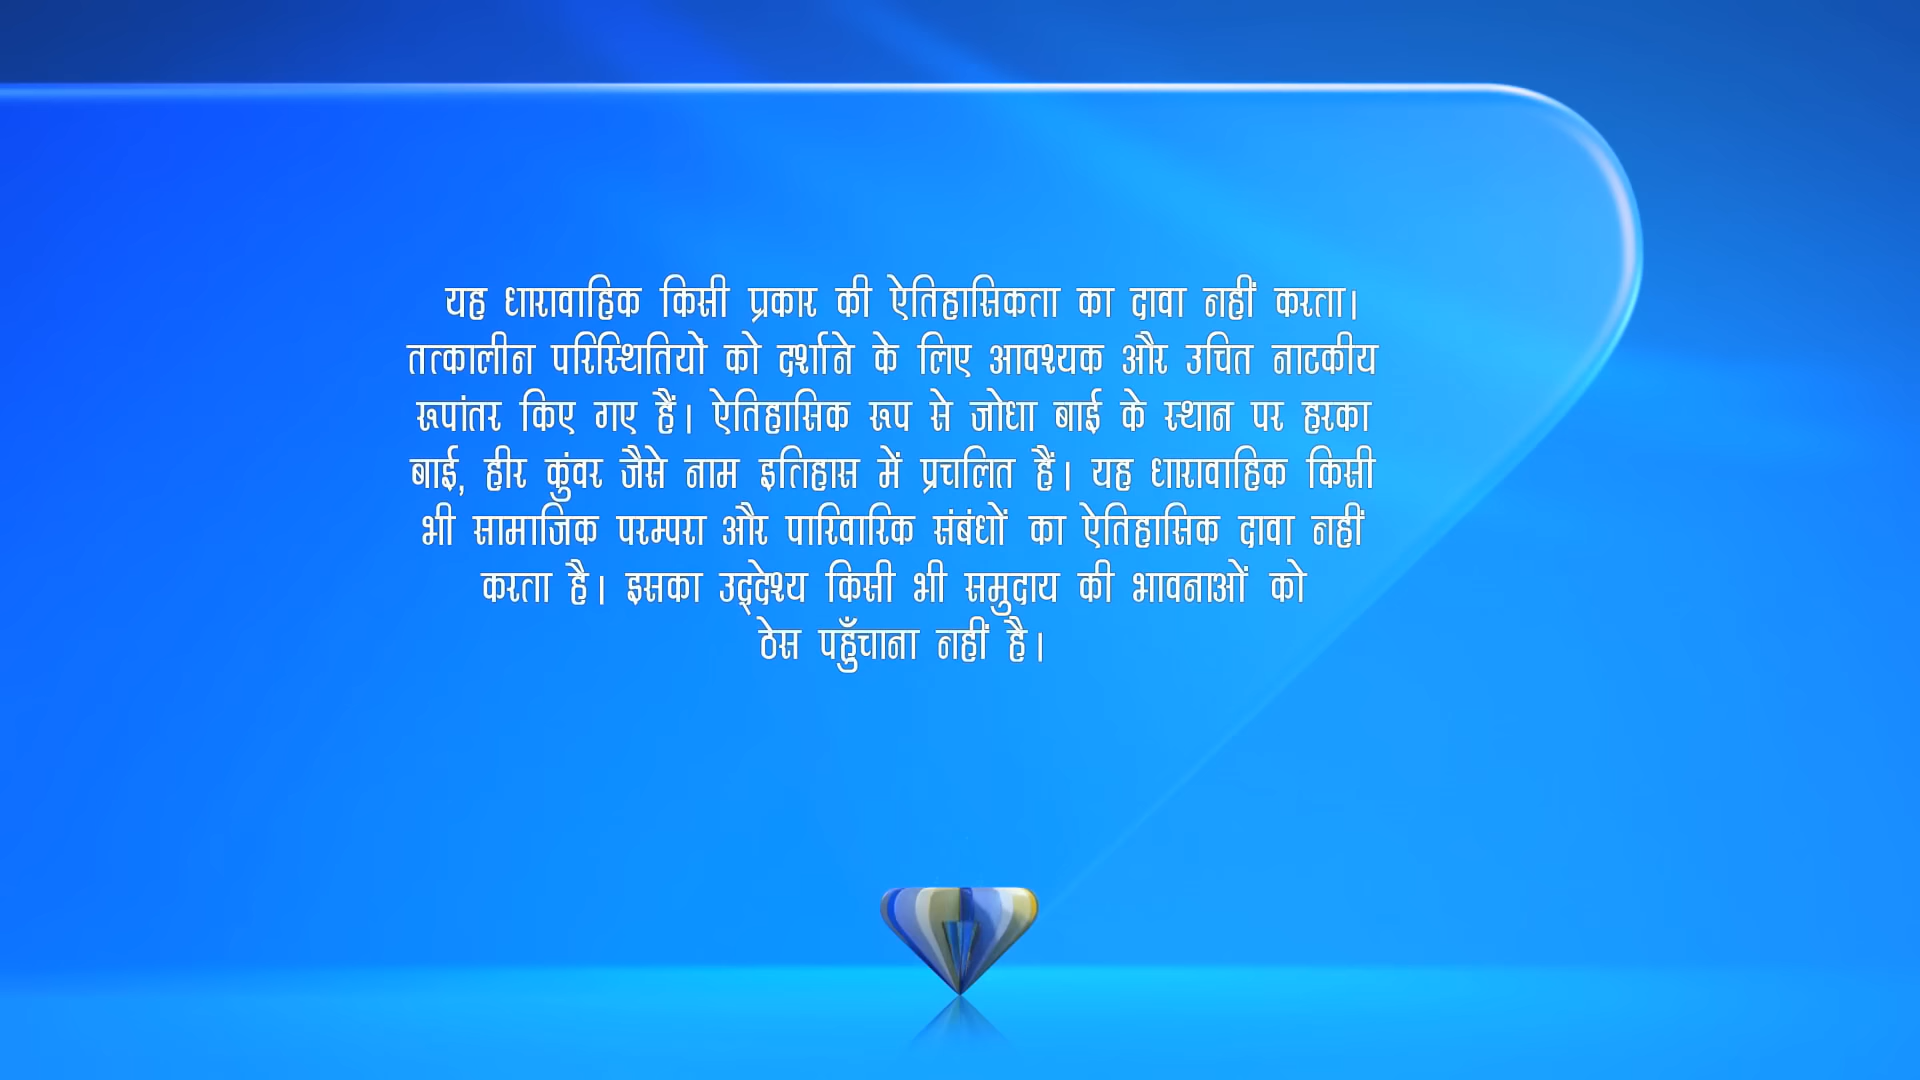 यह धारावाहिक किसी प्रकार की ऐतिहासिकता का दावा नहीं करता।
तत्कालीन परिस्थितियों को दर्शाने के लिए आवश्यक और उचित नाटकीय
रूपांतर किए गए हैं। ऐतिहासिक रूप से जोधा बाई के स्थान पर हरका
बाई, हीर कुंवर जैसे नाम इतिहास में प्रचलित हैं। यह धारावाहिक किसी
भी सामाजिक परम्परा और पारिवारिक संबंधों का ऐतिहासिक दावा नहीं
करता है। इसका उद्देश्य किसी भी समुदाय की भावनाओं को
ठेस पहुँचाना नहीं है।